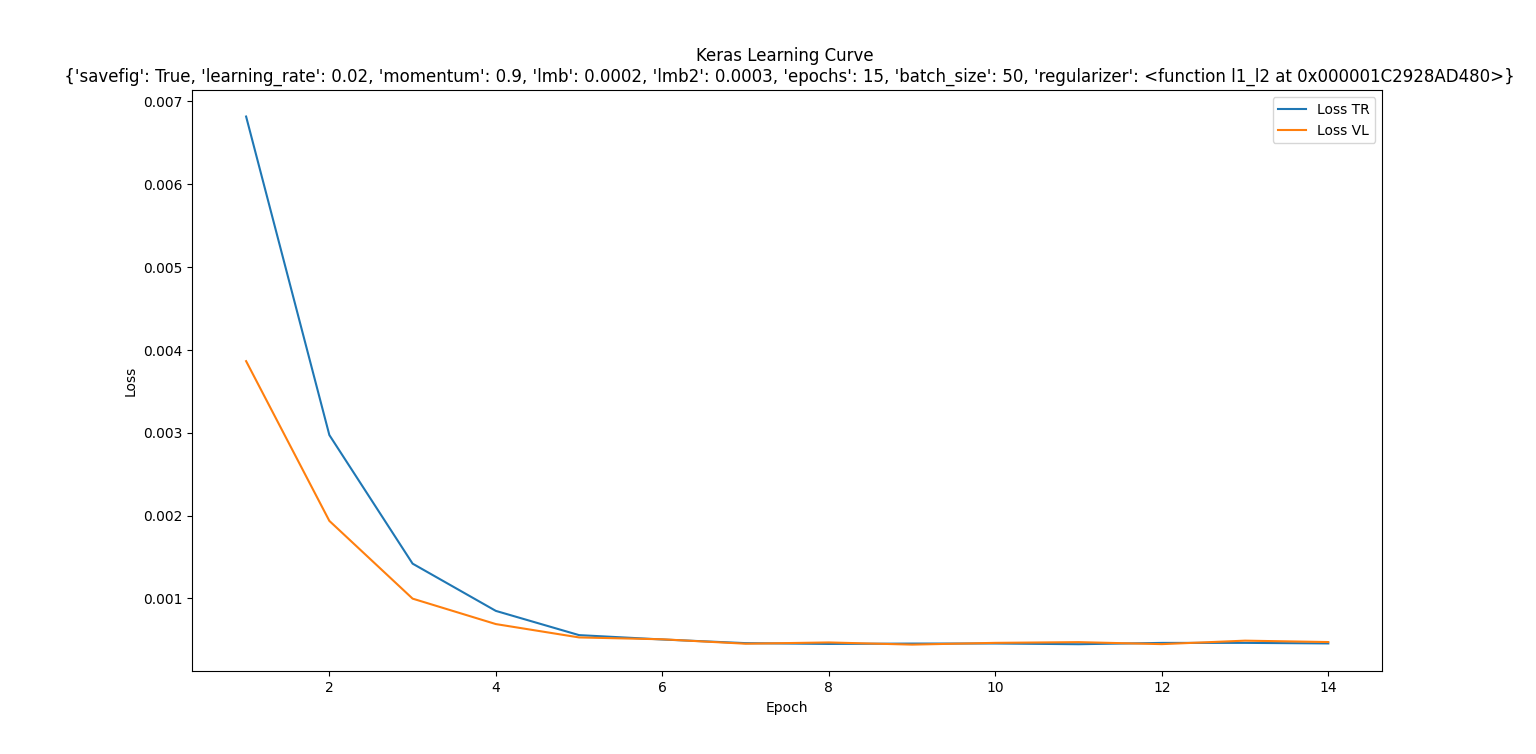 Keras Learning Curve
{'savefig': True, 'learning_rate': 0.02, 'momentum': 0.9, 'lmb': 0.0002, 'lmb2': 0.0003, 'epochs': 15, 'batch_size': 50, 'regularizer': <function l1_l2 at 0x000001C2928AD480>}
Loss TR
Loss VL
0.007
0.006
0.005
0.004
0.003
0.002
0.001
Loss
2 4 6 8 10 12 14
Epoch